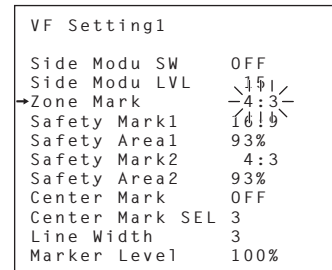 VF Setting1
Side Modu SW OFF
Side Modu LVL 15
→Zone Mark 4:3
Safety Mark1 16:9
Safety Area1 93%
Safety Mark2 4:3
Safety Area2 93%
Center Mark OFF
Center Mark SEL 3
Line Width 3
Marker Level 100%